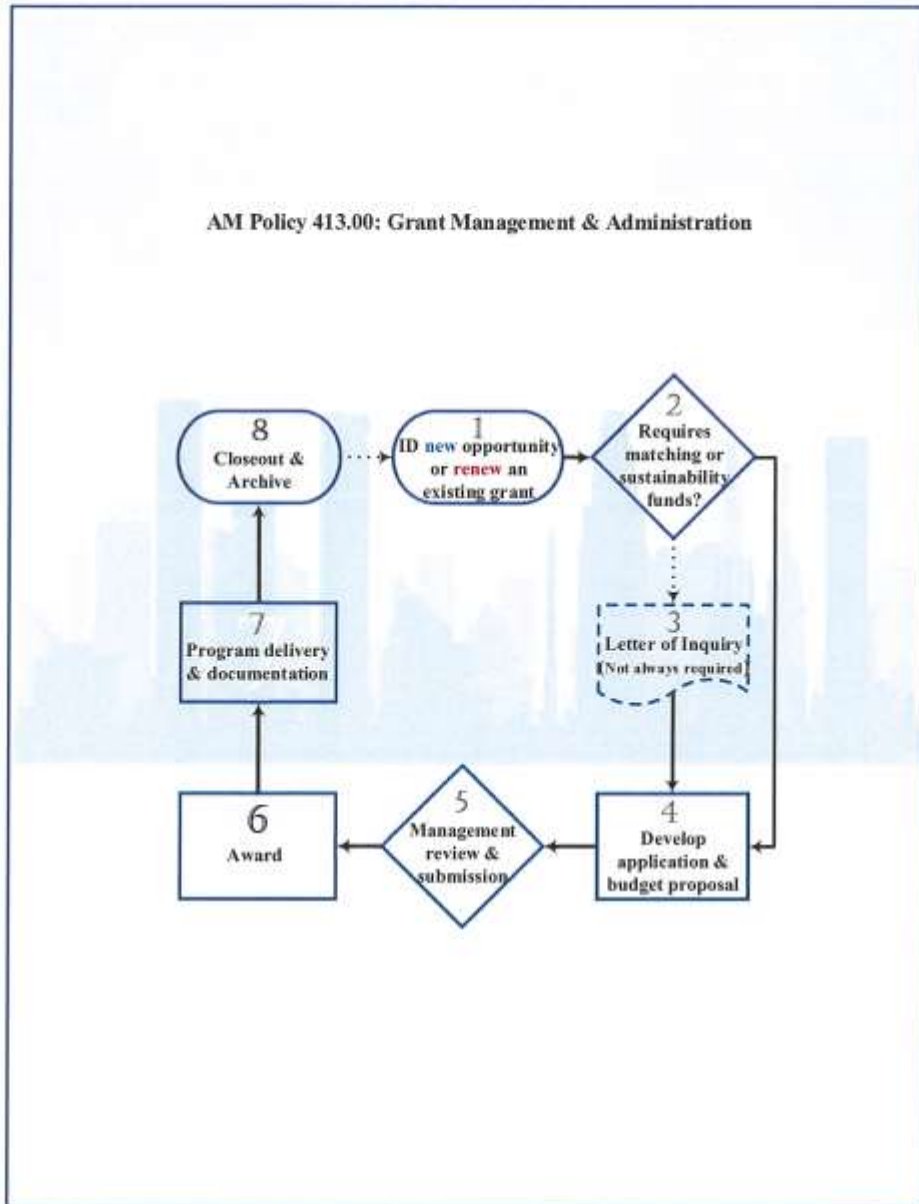 AM Policy 413.00: Grant Management & Administration
8
Closeout &
Archive
1
ID new opportunity
or renew an
existing grant
2
Requires
matching or
sustainability
funds?
3
Letter of Inquiry
(Not always required)
4
Develop
application &
budget proposal
5
Management
review &
submission
6
Award
7
Program delivery
& documentation